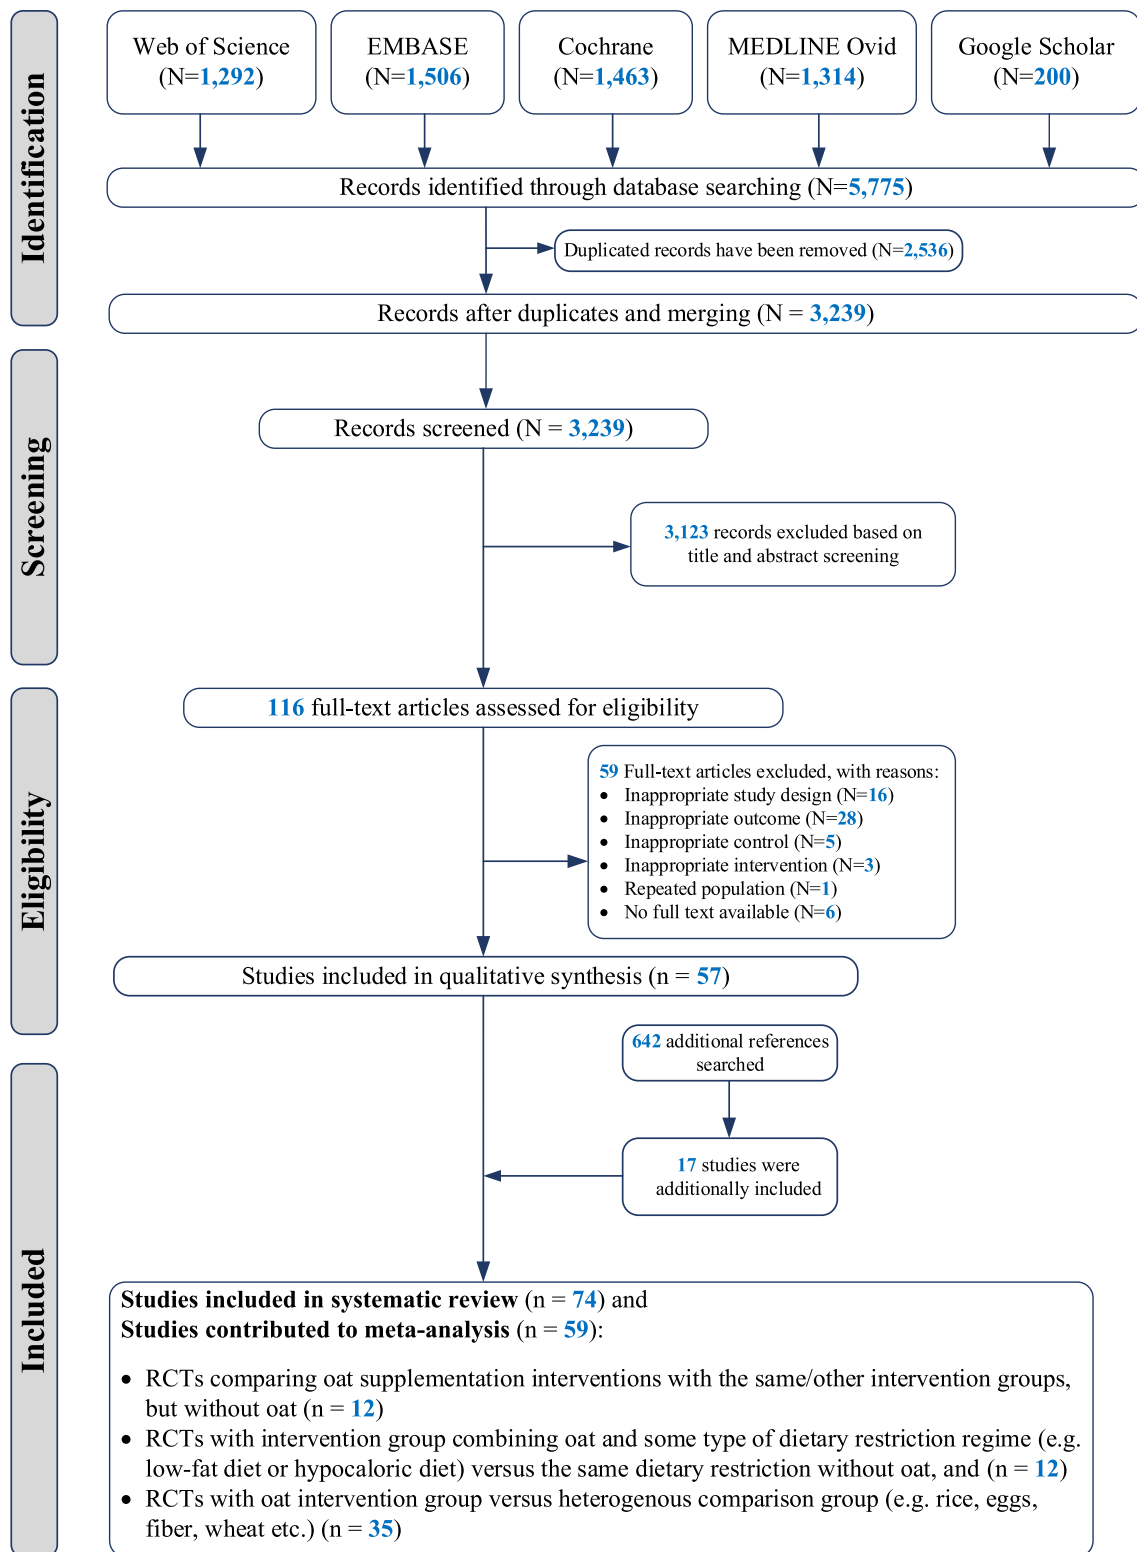 Identification
Web of Science
(N=1,292)
EMBASE
(N=1,506)
Cochrane
(N=1,463)
MEDLINE Ovid
(N=1,314)
Google Scholar
(N=200)
Records identified through database searching (N=5,775)
Duplicated records have been removed (N=2,536)
Records after duplicates and merging (N = 3,239)
Screening
Records screened (N = 3,239)
3,123 records excluded based on
title and abstract screening
Eligibility
116 full-text articles assessed for eligibility
59 Full-text articles excluded, with reasons:
• Inappropriate study design (N=16)
• Inappropriate outcome (N=28)
• Inappropriate control (N=5)
• Inappropriate intervention (N=3)
• Repeated population (N=1)
• No full text available (N=6)
Studies included in qualitative synthesis (n = 57)
Included
642 additional references
searched
17 studies were
additionally included
Studies included in systematic review (n = 74) and
Studies contributed to meta-analysis (n = 59):
• RCTs comparing oat supplementation interventions with the same/other intervention groups,
but without oat (n = 12)
• RCTs with intervention group combining oat and some type of dietary restriction regime (e.g.
low-fat diet or hypocaloric diet) versus the same dietary restriction without oat, and (n = 12)
• RCTs with oat intervention group versus heterogenous comparison group (e.g. rice, eggs,
fiber, wheat etc.) (n = 35)